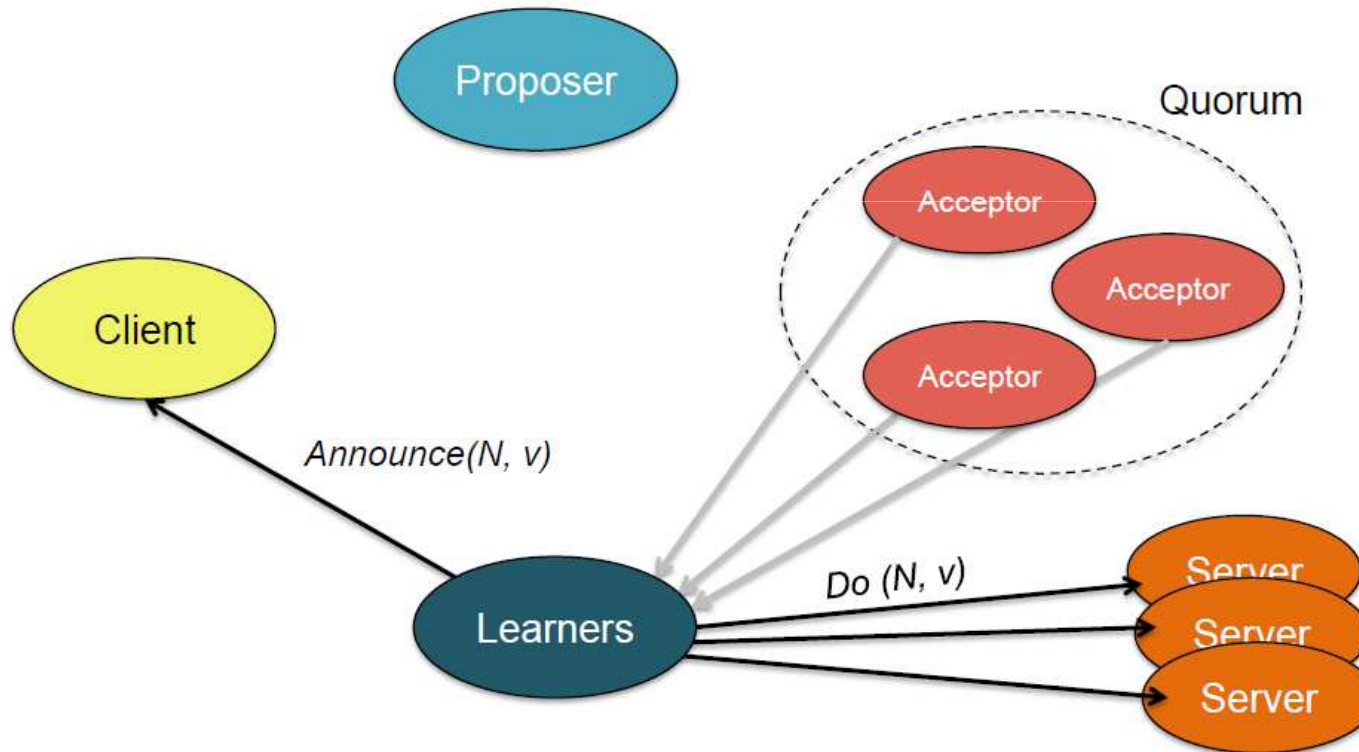 Proposer
Quorum
Acceptor
Acceptor
Client
Acceptor
Announce(N, v)
Do (N, v)
Server
Learners
Server
Server